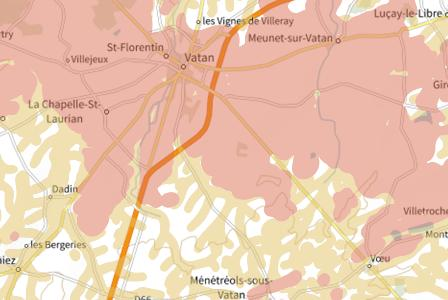 les Vignes de Villeray
Luçay-le-Libre
Meunet-sur-Vatan
St-Florentin
Villejeux
Vatan
La Chapelle-St-
Laurian
Dadin
Villetroche
les Bergeries
Vœu
Ménétréols-sous-
Vatan
D66